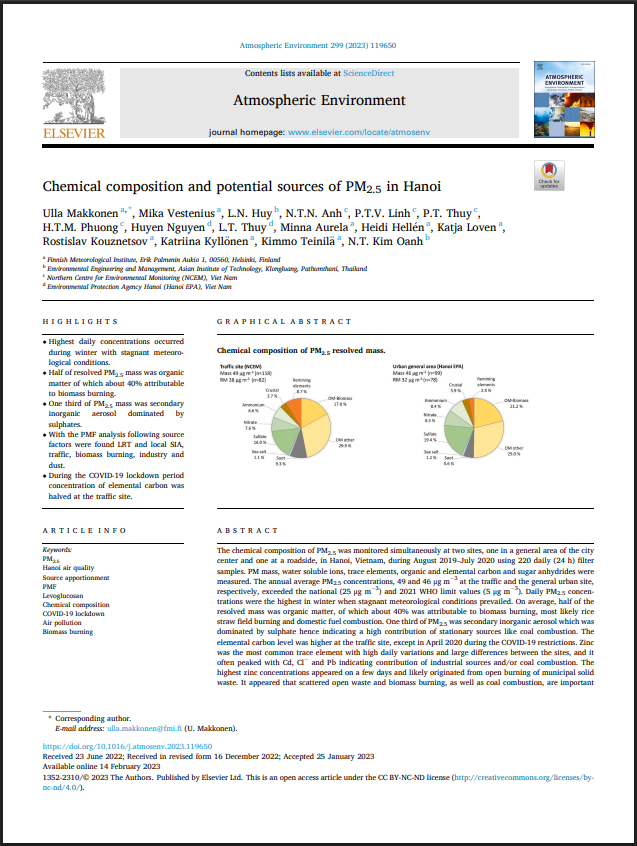 Atmospheric Environment 299 (2023) 119650
Contents lists available at ScienceDirect
Atmospheric Environment
journal homepage: www.elsevier.com/locate/atmosenv
ELSEVIER
ATMOSPHERIC
ENVIRONMENT
Check for
updates
Chemical composition and potential sources of PM2.5 in Hanoi
Ulla Makkonen a,*, Mika Vestenius a, L.N. Huy b, N.T.N. Anh c, P.T.V. Linh c, P.T. Thuy c,
H.T.M. Phuong c, Huyen Nguyen d, L.T. Thuy d, Minna Aurela a, Heidi Hellén a, Katja Loven a,
Rostislav Kouznetsov a, Katriina Kyllönen a, Kimmo Teinilä a, N.T. Kim Oanh b
a Finnish Meteorological Institute, Erik Palmenin Aukio 1, 00560, Helsinki, Finland
b Environmental Engineering and Management, Asian Institute of Technology, Klongluang, Pathumthani, Thailand
c Northern Centre for Environmental Monitoring (NCEM), Viet Nam
d Environmental Protection Agency Hanoi (Hanoi EPA), Viet Nam
HIGHLIGHTS
• Highest daily concentrations occurred
during winter with stagnant meteoro-
logical conditions.
• Half of resolved PM2.5 mass was organic
matter of which about 40% attributable
to biomass burning.
• One third of PM2.5 mass was secondary
inorganic aerosol dominated by
sulphates.
• With the PMF analysis following source
factors were found LRT and local SIA,
traffic, biomass burning, industry and
dust.
• During the COVID-19 lockdown period
concentration of elemental carbon was
halved at the traffic site.
GRAPHICAL ABSTRACT
Chemical composition of PM2.5 resolved mass.
Traffic site (NCEM)
Mass 49 µg m-3 (n=118)
RM 38 µg m-3 (n=82)
Remining
elements
8.7 %
Crustal
3.7 %
Ammonium
6.6 %
Nitrate
7.6 %
Sulfate
16.0 %
Sea salt
1.1 %
Soot
9.3 %
OM-Biomass
17.8 %
OM other
29.0 %
Urban general area (Hanoi EPA)
Mass 46 µg m-3 (n=99)
RM 32 µg m-3 (n=78)
Remining
elements
2.8 %
Crustal
3.9 %
Ammonium
8.4 %
Nitrate
8.5 %
Sulfate
19.4 %
Sea salt
1.2 %
Soot
5.6 %
OM-Biomass
21.2 %
OM other
29.0 %
ARTICLE INFO
Keywords:
PM2.5
Hanoi air quality
Source apportionment
PMF
Levoglucosan
Chemical composition
COVID-19 lockdown
Air pollution
Biomass burning
ABSTRACT
The chemical composition of PM2.5 was monitored simultaneously at two sites, one in a general area of the city
center and one at a roadside, in Hanoi, Vietnam, during August 2019–July 2020 using 220 daily (24 h) filter
samples. PM mass, water soluble ions, trace elements, organic and elemental carbon and sugar anhydrides were
measured. The annual average PM2.5 concentrations, 49 and 46 µg m−3 at the traffic and the general urban site,
respectively, exceeded the national (25 µg m−3) and 2021 WHO limit values (5 µg m−3). Daily PM2.5 concen-
trations were the highest in winter when stagnant meteorological conditions prevailed. On average, half of the
resolved mass was organic matter, of which about 40% was attributable to biomass burning, most likely rice
straw field burning and domestic fuel combustion. One third of PM2.5 was secondary inorganic aerosol which was
dominated by sulphate hence indicating a high contribution of stationary sources like coal combustion. The
elemental carbon level was higher at the traffic site, except in April 2020 during the COVID-19 restrictions. Zinc
was the most common trace element with high daily variations and large differences between the sites, and it
often peaked with Cd, Cl− and Pb indicating contribution of industrial sources and/or coal combustion. The
highest zinc concentrations appeared on a few days and likely originated from open burning of municipal solid
waste. It appeared that scattered open waste and biomass burning, as well as coal combustion, are important
* Corresponding author.
E-mail address: ulla.makkonen@fmi.fi (U. Makkonen).
https://doi.org/10.1016/j.atmosenv.2023.119650
Received 23 June 2022; Received in revised form 16 December 2022; Accepted 25 January 2023
Available online 14 February 2023
1352-2310/© 2023 The Authors. Published by Elsevier Ltd. This is an open access article under the CC BY-NC-ND license (http://creativecommons.org/licenses/by-
nc-nd/4.0/).